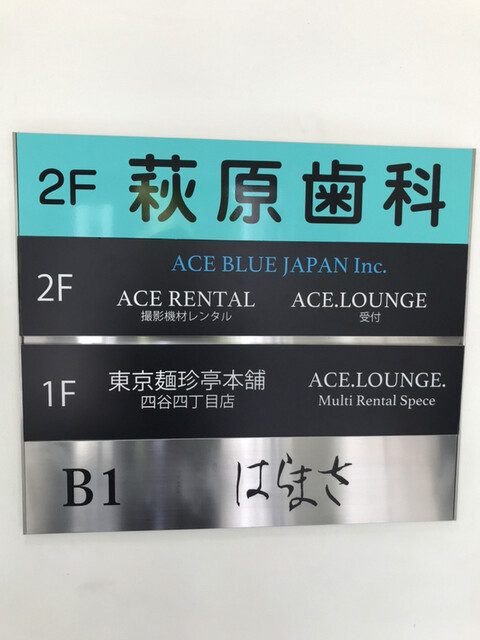 2F 萩原歯科
2F
ACE BLUE JAPAN Inc.
ACE RENTAL
撮影機材レンタル
ACE.LOUNGE
受付
1F
東京麺珍亭本舗
四谷四丁目店
ACE.LOUNGE.
Multi Rental Spece
B1 はらまさ